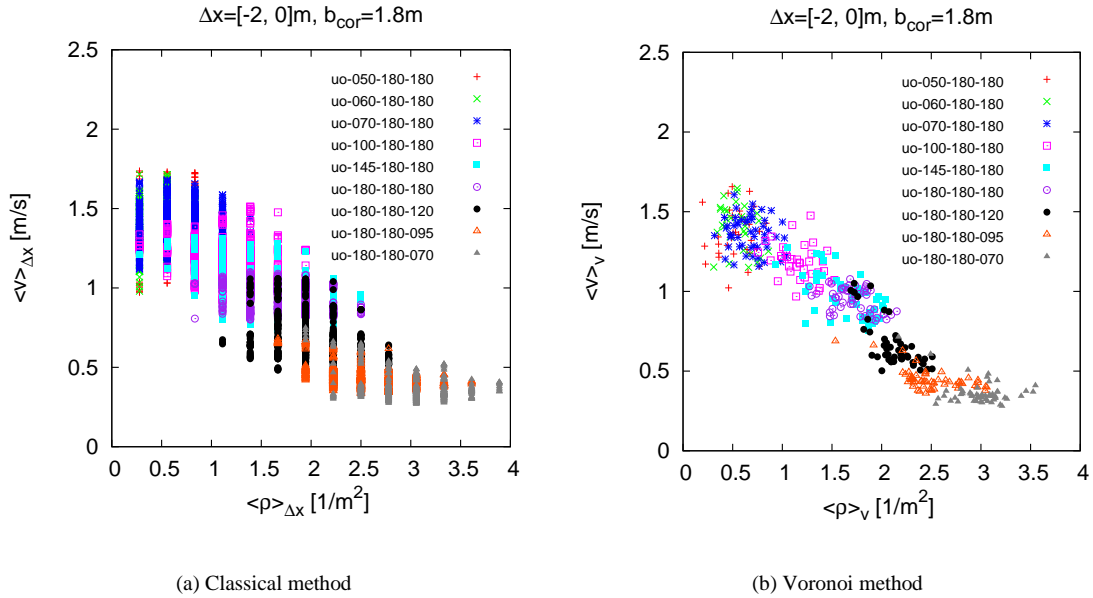 Δx=[-2, 0]m, b_cor=1.8m
2.5
2
1.5
1
0.5
0
<v>_Δx [m/s]
uo-050-180-180
uo-060-180-180
uo-070-180-180
uo-100-180-180
uo-145-180-180
uo-180-180-180
uo-180-180-120
uo-180-180-095
uo-180-180-070
0 0.5 1 1.5 2 2.5 3 3.5 4
<ρ>_Δx [1/m²]
(a) Classical method
Δx=[-2, 0]m, b_cor=1.8m
2.5
2
1.5
1
0.5
0
<v>_v [m/s]
uo-050-180-180
uo-060-180-180
uo-070-180-180
uo-100-180-180
uo-145-180-180
uo-180-180-180
uo-180-180-120
uo-180-180-095
uo-180-180-070
0 0.5 1 1.5 2 2.5 3 3.5 4
<ρ>_v [1/m²]
(b) Voronoi method